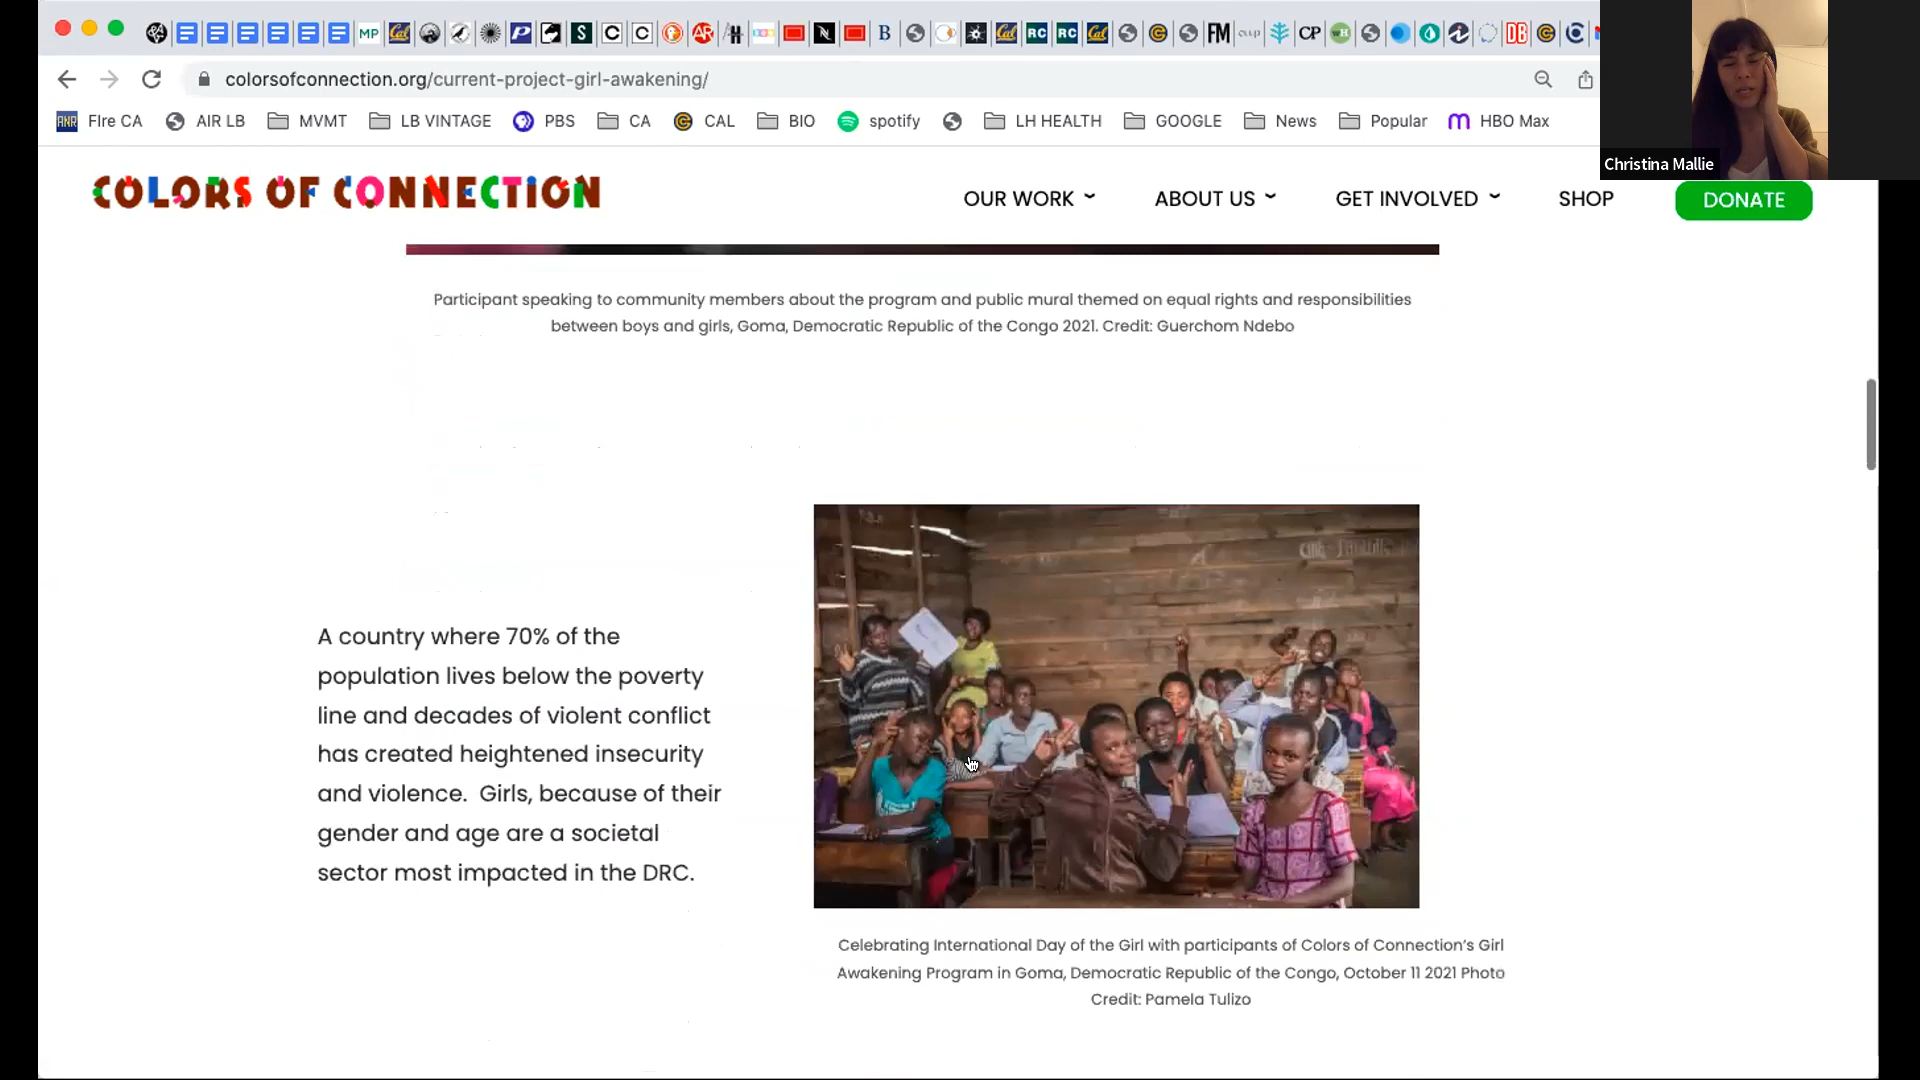 MP
S
C
C
AR
H
N
B
RC
RC
FM
CP
DB
colorsofconnection.org/current-project-girl-awakening/
FIre CA
AIR LB
MVMT
LB VINTAGE
PBS
CA
CAL
BIO
spotify
LH HEALTH
GOOGLE
News
Popular
HBO Max
Christina Mallie
COLORS OF CONNECTION
OUR WORK
ABOUT US
GET INVOLVED
SHOP
DONATE
Participant speaking to community members about the program and public mural themed on equal rights and responsibilities
between boys and girls, Goma, Democratic Republic of the Congo 2021. Credit: Guerchom Ndebo
A country where 70% of the
population lives below the poverty
line and decades of violent conflict
has created heightened insecurity
and violence.  Girls, because of their
gender and age are a societal
sector most impacted in the DRC.
Celebrating International Day of the Girl with participants of Colors of Connection's Girl
Awakening Program in Goma, Democratic Republic of the Congo, October 11 2021 Photo
Credit: Pamela Tulizo